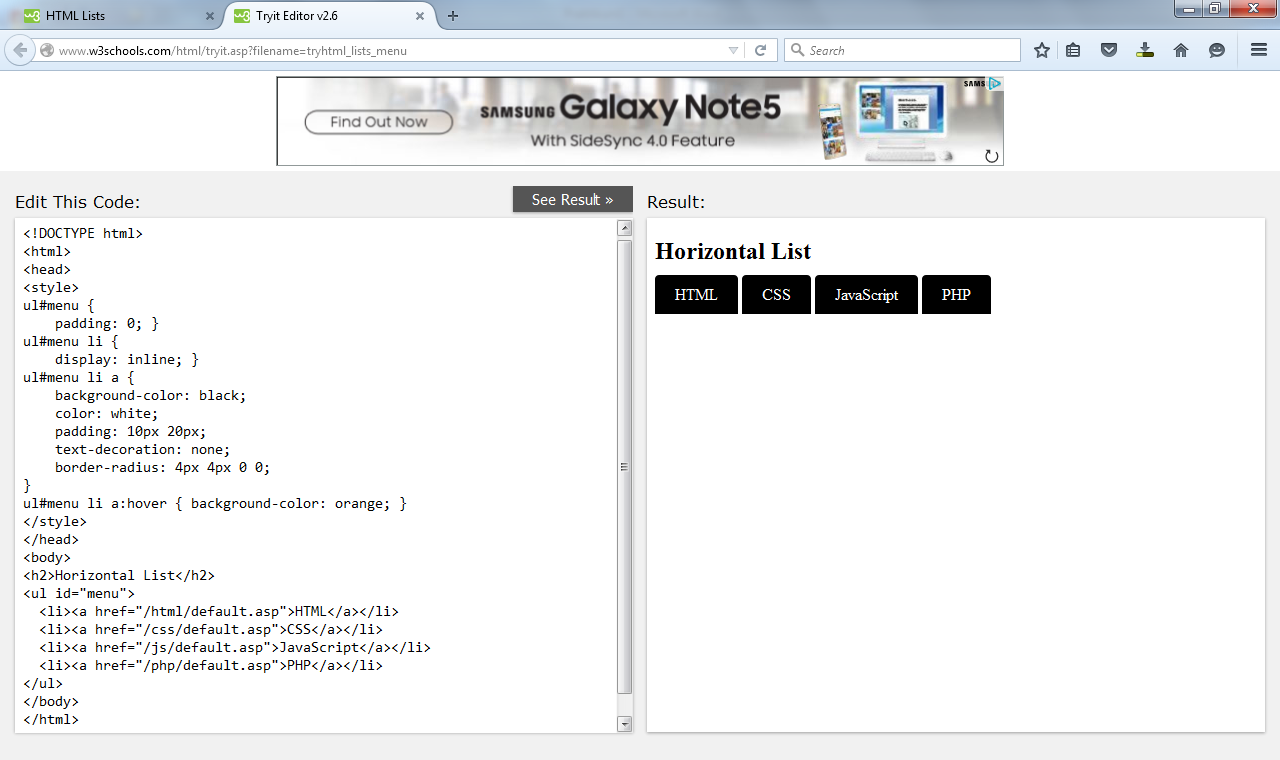 HTML Lists
Tryit Editor v2.6
www.w3schools.com/html/tryit.asp?filename=tryhtml_lists_menu
Search
Find Out Now
SAMSUNG Galaxy Note5
With SideSync 4.0 Feature
SAMS
Edit This Code:
See Result »
Result:
<!DOCTYPE html>
<html>
<head>
<style>
ul#menu {
    padding: 0; }
ul#menu li {
    display: inline; }
ul#menu li a {
    background-color: black;
    color: white;
    padding: 10px 20px;
    text-decoration: none;
    border-radius: 4px 4px 0 0;
}
ul#menu li a:hover { background-color: orange; }
</style>
</head>
<body>
<h2>Horizontal List</h2>
<ul id="menu">
  <li><a href="/html/default.asp">HTML</a></li>
  <li><a href="/css/default.asp">CSS</a></li>
  <li><a href="/js/default.asp">JavaScript</a></li>
  <li><a href="/php/default.asp">PHP</a></li>
</ul>
</body>
</html>
Horizontal List
HTML CSS JavaScript PHP